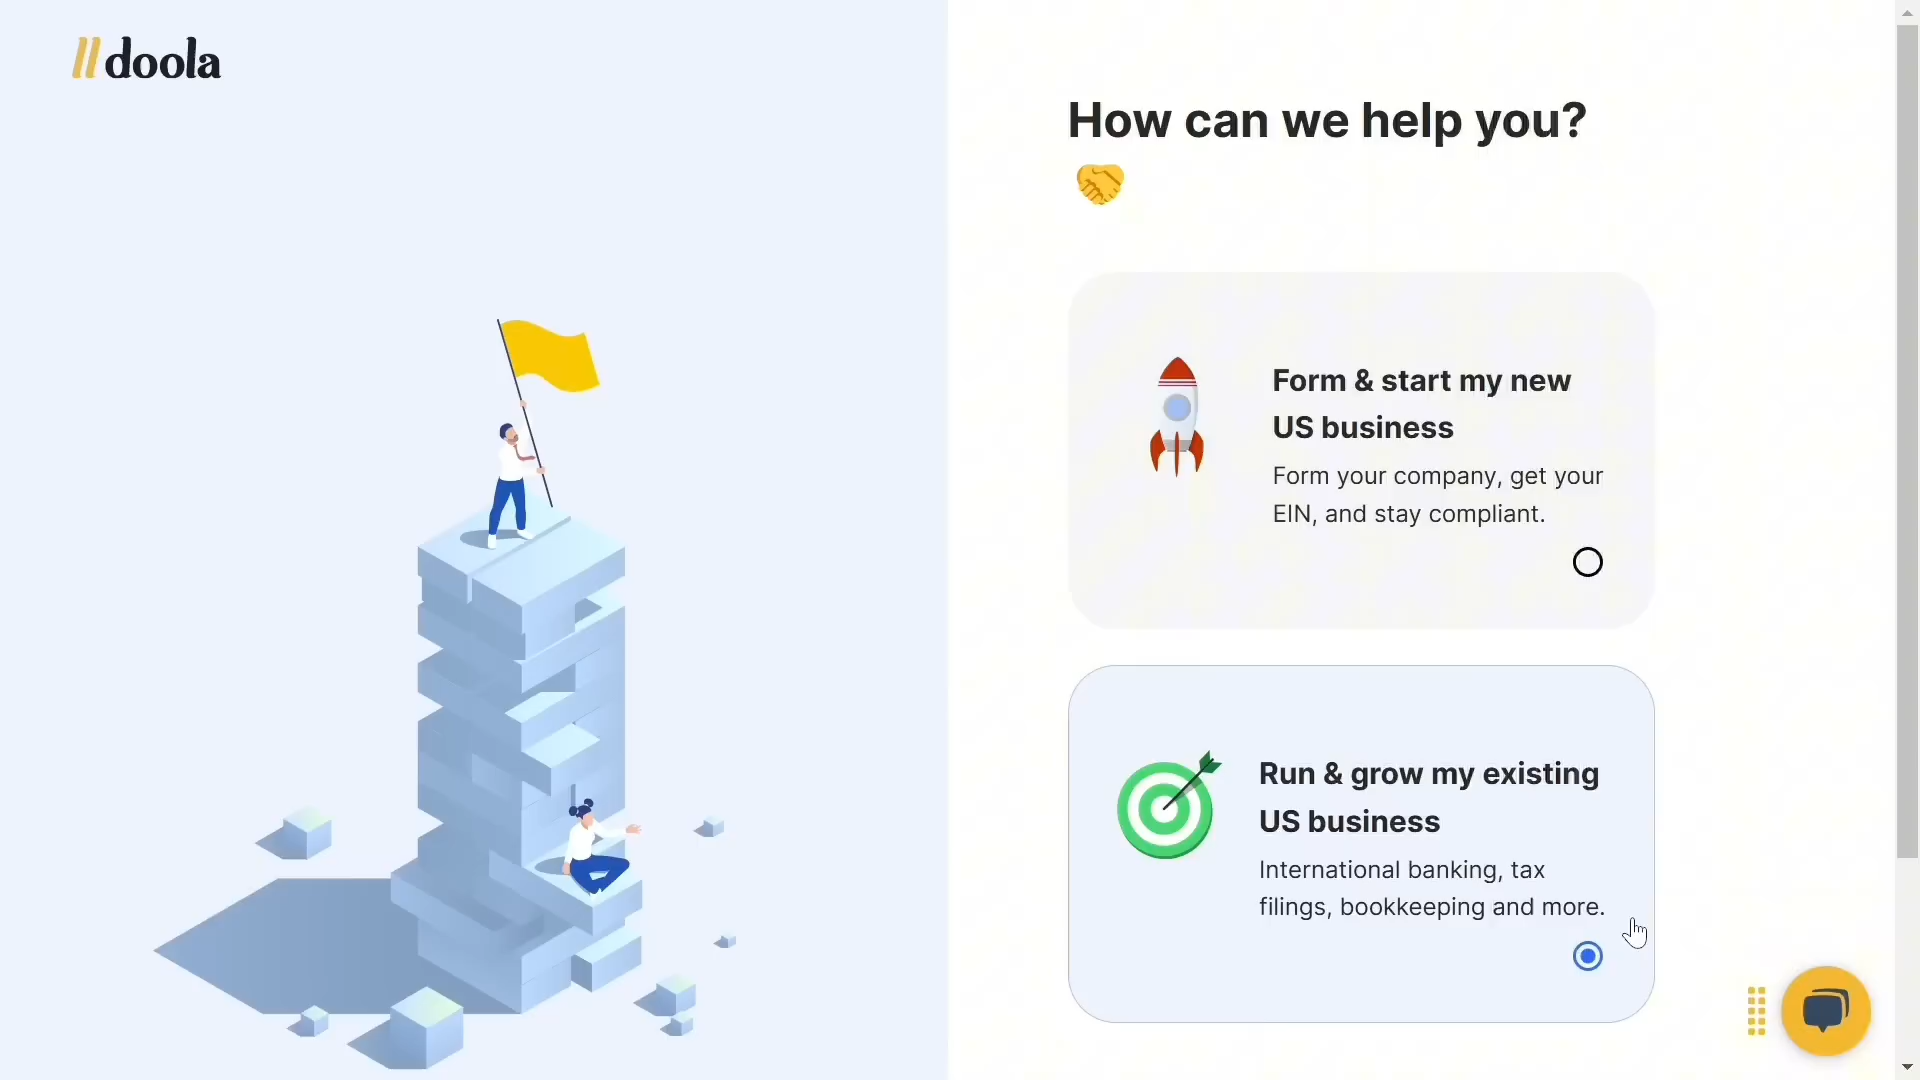 doola
How can we help you?
Form & start my new
US business
Form your company, get your
EIN, and stay compliant.
Run & grow my existing
US business
International banking, tax
filings, bookkeeping and more.